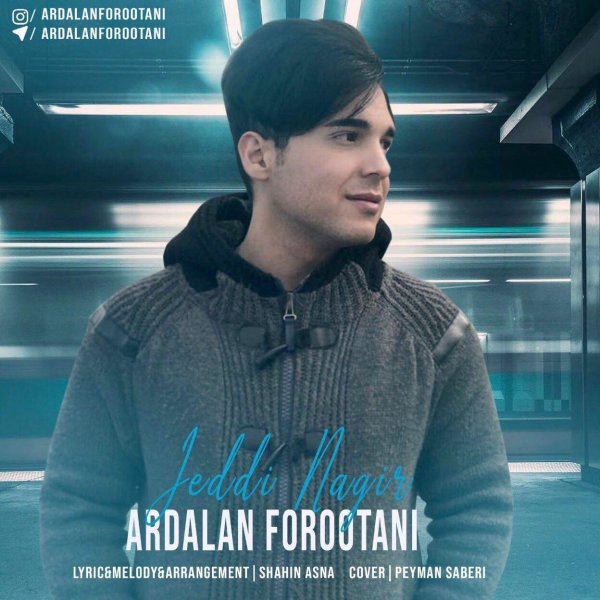 / ARDALANFOROOTANI
/ ARDALANFOROOTANI
Jeddi Nagir
ARDALAN FOROOTANI
LYRIC&MELODY&ARRANGEMENT | SHAHIN ASNA COVER | PEYMAN SABERI